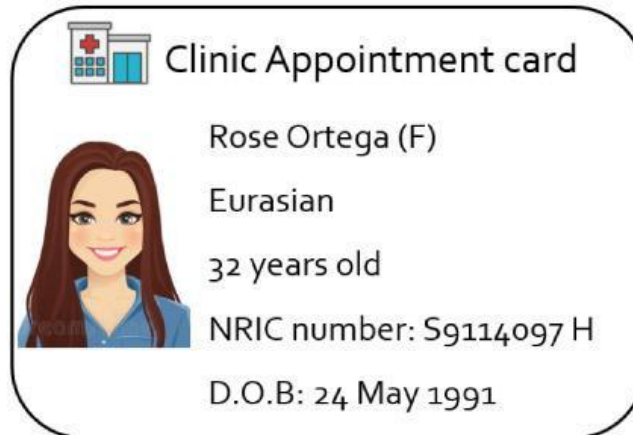 Clinic Appointment card
Rose Ortega (F)
Eurasian
32 years old
NRIC number: S9114097 H
D.O.B: 24 May 1991